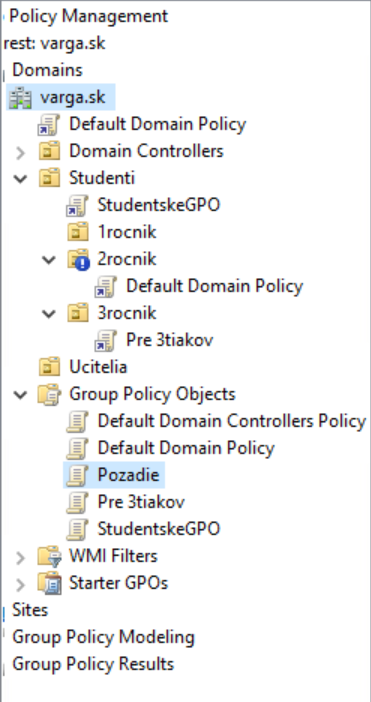 Policy Management
rest: varga.sk
Domains
varga.sk
Default Domain Policy
Domain Controllers
Studenti
StudentskeGPO
1rocnik
2rocnik
Default Domain Policy
3rocnik
Pre 3tiakov
Ucitelia
Group Policy Objects
Default Domain Controllers Policy
Default Domain Policy
Pozadie
Pre 3tiakov
StudentskeGPO
WMI Filters
Starter GPOs
Sites
Group Policy Modeling
Group Policy Results